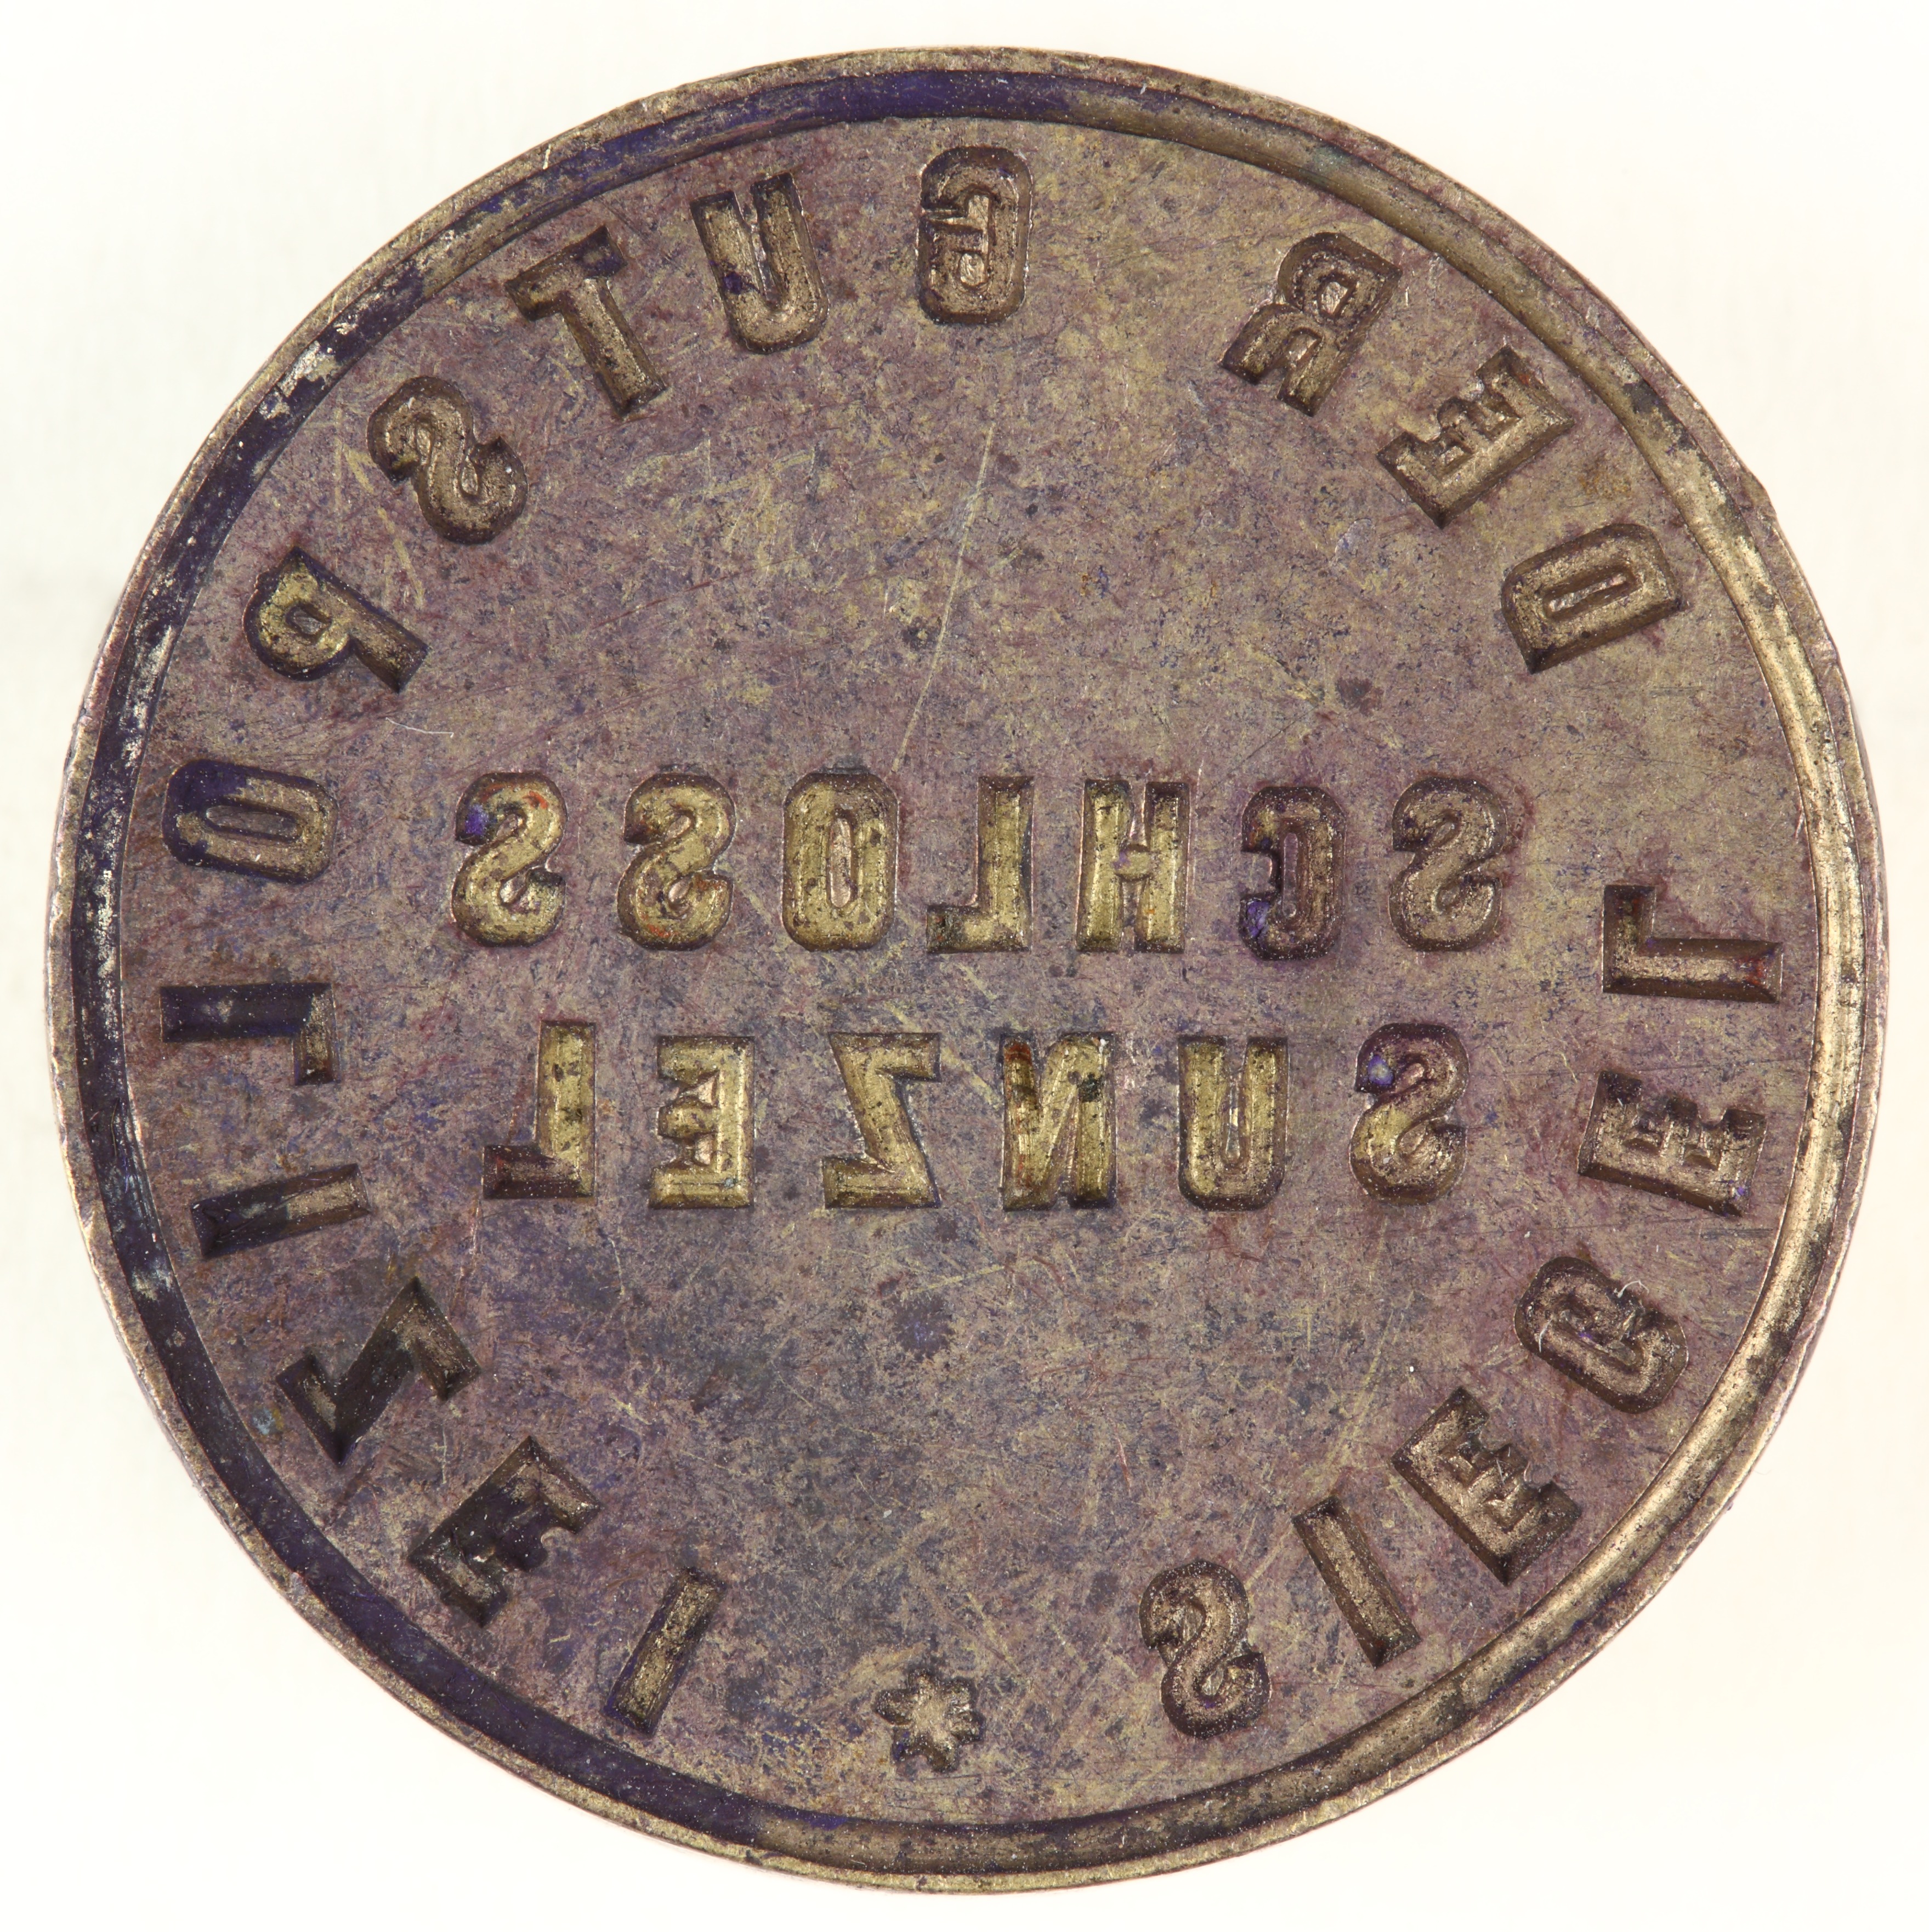 SIEGEL DER GUTSPOLIZEI *
SCHLOSS
SUNZEL